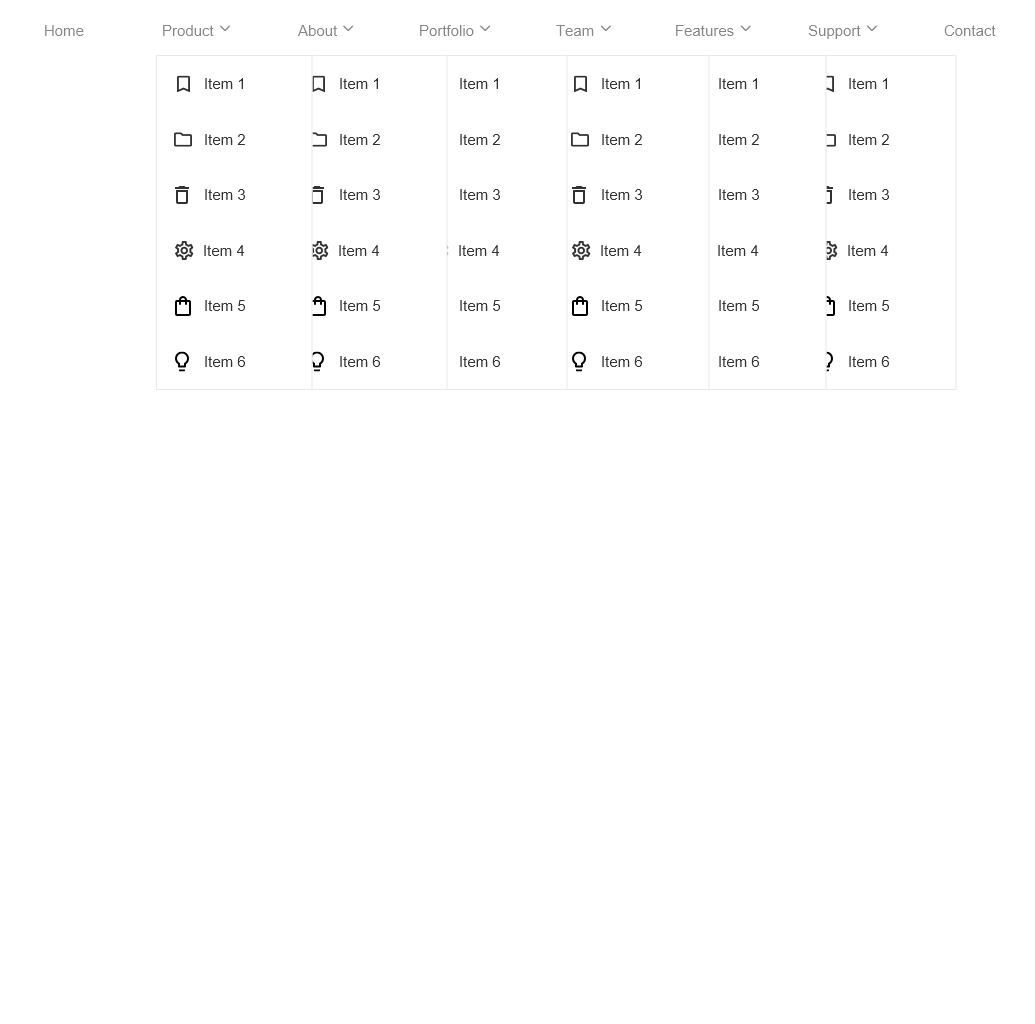 Home Product About Portfolio Team Features Support Contact
Item 1 Item 1 Item 1 Item 1 Item 1 Item 1
Item 2 Item 2 Item 2 Item 2 Item 2 Item 2
Item 3 Item 3 Item 3 Item 3 Item 3 Item 3
Item 4 Item 4 Item 4 Item 4 Item 4 Item 4
Item 5 Item 5 Item 5 Item 5 Item 5 Item 5
Item 6 Item 6 Item 6 Item 6 Item 6 Item 6